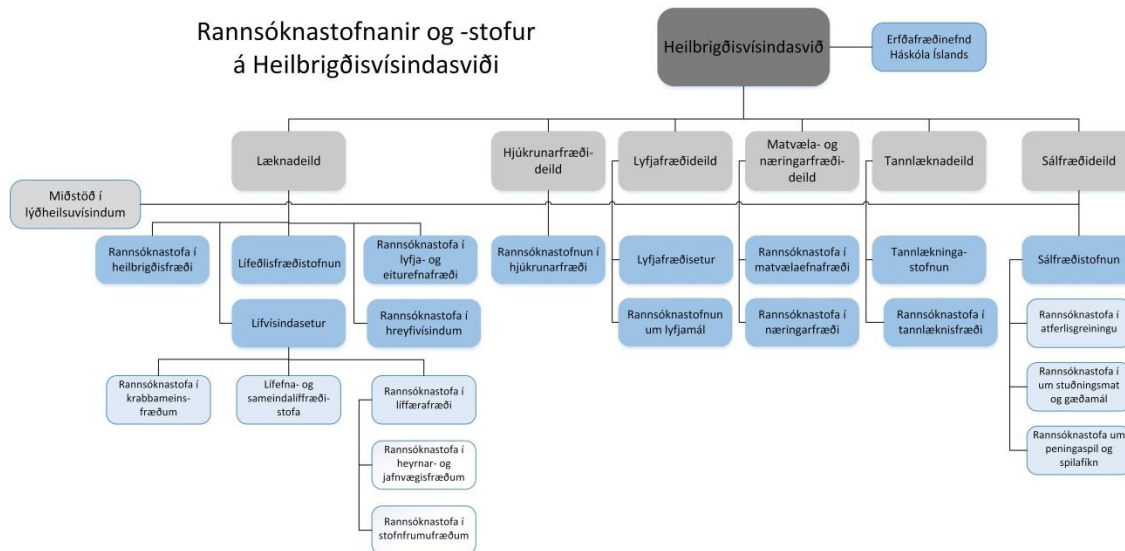 Rannsóknastofnanir og -stofur
á Heilbrigðisvísindasviði
Heilbrigðisvísindasvið
Erfðafræðinefnd
Háskóla Íslands
Læknadeild
Hjúkrunarfræði-
deild
Lyfjafræðideild
Matvæla- og
næringarfræði-
deild
Tannlæknadeild
Sálfræðideild
Miðstöð í
lýðheilsuvísindum
Rannsóknastofa í
heilbrigðisfræði
Lífeðlisfræðistofnun
Rannsóknastofa í
lyfja- og
eiturefnafræði
Rannsóknastofnun í
hjúkrunarfræði
Lyfjafræðisetur
Rannsóknastofa í
matvælaefnafræði
Tannlækninga-
stofnun
Sálfræðistofnun
Lífvísindasetur
Rannsóknastofa í
hreyfivísindum
Rannsóknastofnun
um lyfjamál
Rannsóknastofa í
næringarfræði
Rannsóknastofa í
tannlæknisfræði
Rannsóknastofa í
atferlisgreiningu
Rannsóknastofa í
krabbameins-
fræðum
Lífefna- og
sameindalíffræði-
stofa
Rannsóknastofa í
líffærafræði
Rannsóknastofa í
um stuðningsmat
og gæðamál
Rannsóknastofa í
heyrnar- og
jafnvægisfræðum
Rannsóknastofa um
peningaspil og
spilafíkn
Rannsóknastofa í
stofnfrumufræðum